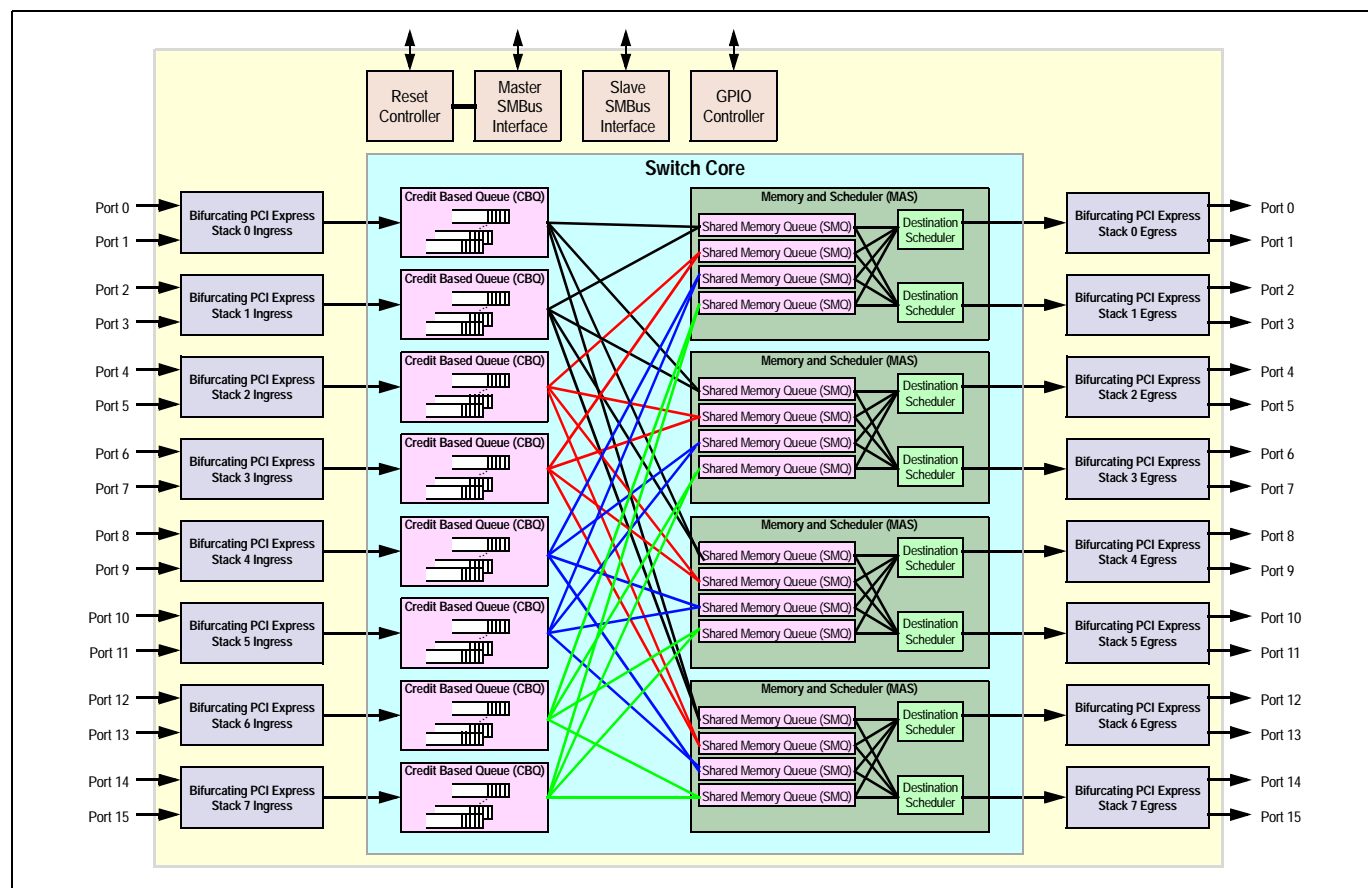 Reset
Controller
Master
SMBus
Interface
Slave
SMBus
Interface
GPIO
Controller
Switch Core
Port 0
Port 1
Bifurcating PCI Express
Stack 0 Ingress
Port 2
Port 3
Bifurcating PCI Express
Stack 1 Ingress
Port 4
Port 5
Bifurcating PCI Express
Stack 2 Ingress
Port 6
Port 7
Bifurcating PCI Express
Stack 3 Ingress
Port 8
Port 9
Bifurcating PCI Express
Stack 4 Ingress
Port 10
Port 11
Bifurcating PCI Express
Stack 5 Ingress
Port 12
Port 13
Bifurcating PCI Express
Stack 6 Ingress
Port 14
Port 15
Bifurcating PCI Express
Stack 7 Ingress
Credit Based Queue (CBQ)
Credit Based Queue (CBQ)
Credit Based Queue (CBQ)
Credit Based Queue (CBQ)
Credit Based Queue (CBQ)
Credit Based Queue (CBQ)
Credit Based Queue (CBQ)
Credit Based Queue (CBQ)
Memory and Scheduler (MAS)
Shared Memory Queue (SMQ)
Shared Memory Queue (SMQ)
Shared Memory Queue (SMQ)
Shared Memory Queue (SMQ)
Destination
Scheduler
Destination
Scheduler
Memory and Scheduler (MAS)
Shared Memory Queue (SMQ)
Shared Memory Queue (SMQ)
Shared Memory Queue (SMQ)
Shared Memory Queue (SMQ)
Destination
Scheduler
Destination
Scheduler
Memory and Scheduler (MAS)
Shared Memory Queue (SMQ)
Shared Memory Queue (SMQ)
Shared Memory Queue (SMQ)
Shared Memory Queue (SMQ)
Destination
Scheduler
Destination
Scheduler
Memory and Scheduler (MAS)
Shared Memory Queue (SMQ)
Shared Memory Queue (SMQ)
Shared Memory Queue (SMQ)
Shared Memory Queue (SMQ)
Destination
Scheduler
Destination
Scheduler
Bifurcating PCI Express
Stack 0 Egress
Port 0
Port 1
Bifurcating PCI Express
Stack 1 Egress
Port 2
Port 3
Bifurcating PCI Express
Stack 2 Egress
Port 4
Port 5
Bifurcating PCI Express
Stack 3 Egress
Port 6
Port 7
Bifurcating PCI Express
Stack 4 Egress
Port 8
Port 9
Bifurcating PCI Express
Stack 5 Egress
Port 10
Port 11
Bifurcating PCI Express
Stack 6 Egress
Port 12
Port 13
Bifurcating PCI Express
Stack 7 Egress
Port 14
Port 15